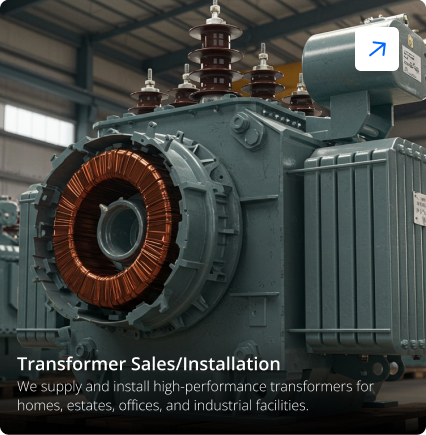 Transformer Sales/Installation
We supply and install high-performance transformers for
homes, estates, offices, and industrial facilities.